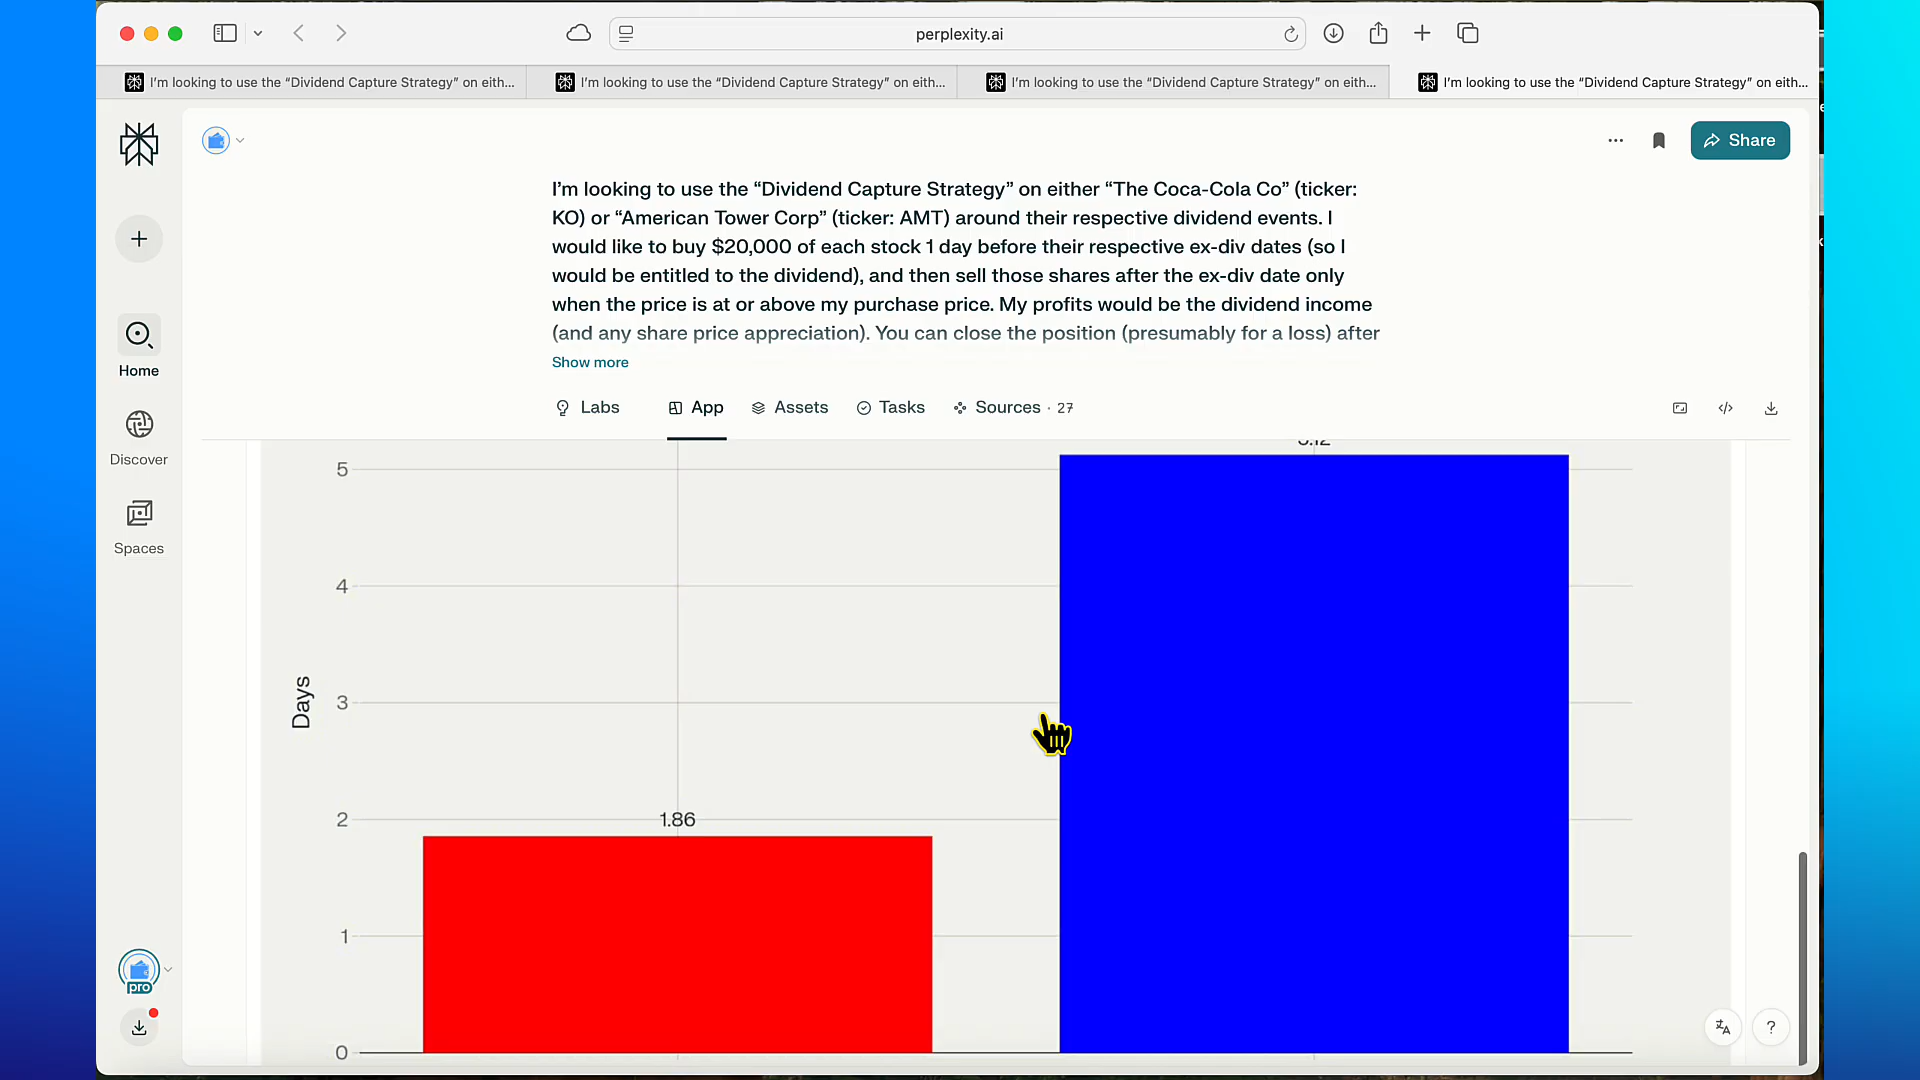 perplexity.ai
I'm looking to use the “Dividend Capture Strategy” on eith...
I'm looking to use the “Dividend Capture Strategy” on eith...
I'm looking to use the “Dividend Capture Strategy” on eith...
I'm looking to use the “Dividend Capture Strategy” on eith...
Share
I'm looking to use the “Dividend Capture Strategy” on either “The Coca-Cola Co” (ticker:
KO) or “American Tower Corp” (ticker: AMT) around their respective dividend events. I
would like to buy $20,000 of each stock 1 day before their respective ex-div dates (so I
would be entitled to the dividend), and then sell those shares after the ex-div date only
when the price is at or above my purchase price. My profits would be the dividend income
(and any share price appreciation). You can close the position (presumably for a loss) after
Show more
Home
Discover
Spaces
pro
Labs
App
Assets
Tasks
Sources · 27
5.12
5
4
Days
3
2
1.86
1
0
?